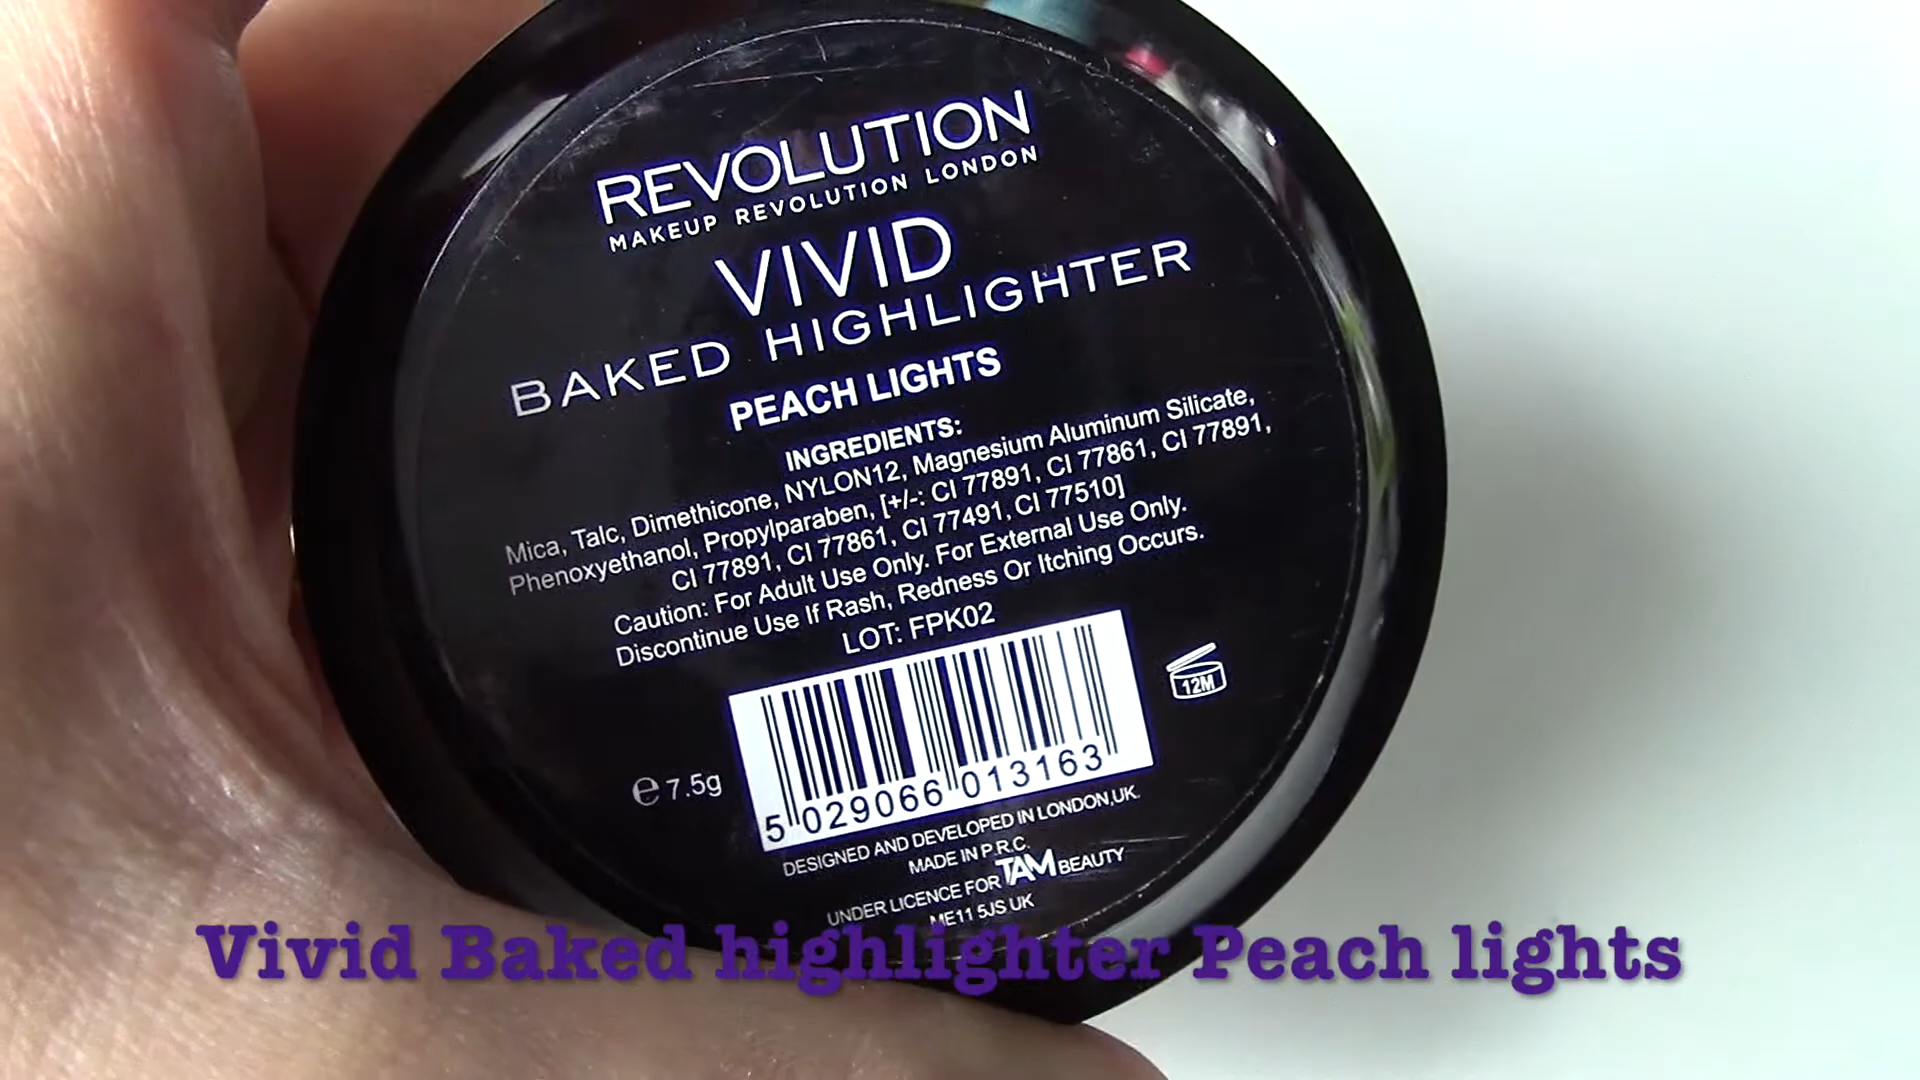 REVOLUTION
MAKEUP REVOLUTION LONDON
VIVID
BAKED HIGHLIGHTER
PEACH LIGHTS
INGREDIENTS:
Mica, Talc, Dimethicone, NYLON12, Magnesium Aluminum Silicate,
Phenoxyethanol, Propylparaben, [+/-: CI 77891, CI 77861, CI 77891,
CI 77891, CI 77861, CI 77491, CI 77510]
Caution: For Adult Use Only. For External Use Only.
Discontinue Use If Rash, Redness Or Itching Occurs.
LOT: FPK02
12M
e 7.5g
5 029066 013163
DESIGNED AND DEVELOPED IN LONDON,UK.
MADE IN P.R.C.
UNDER LICENCE FOR TAM BEAUTY
ME11 5JS UK
Vivid Baked highlighter Peach lights